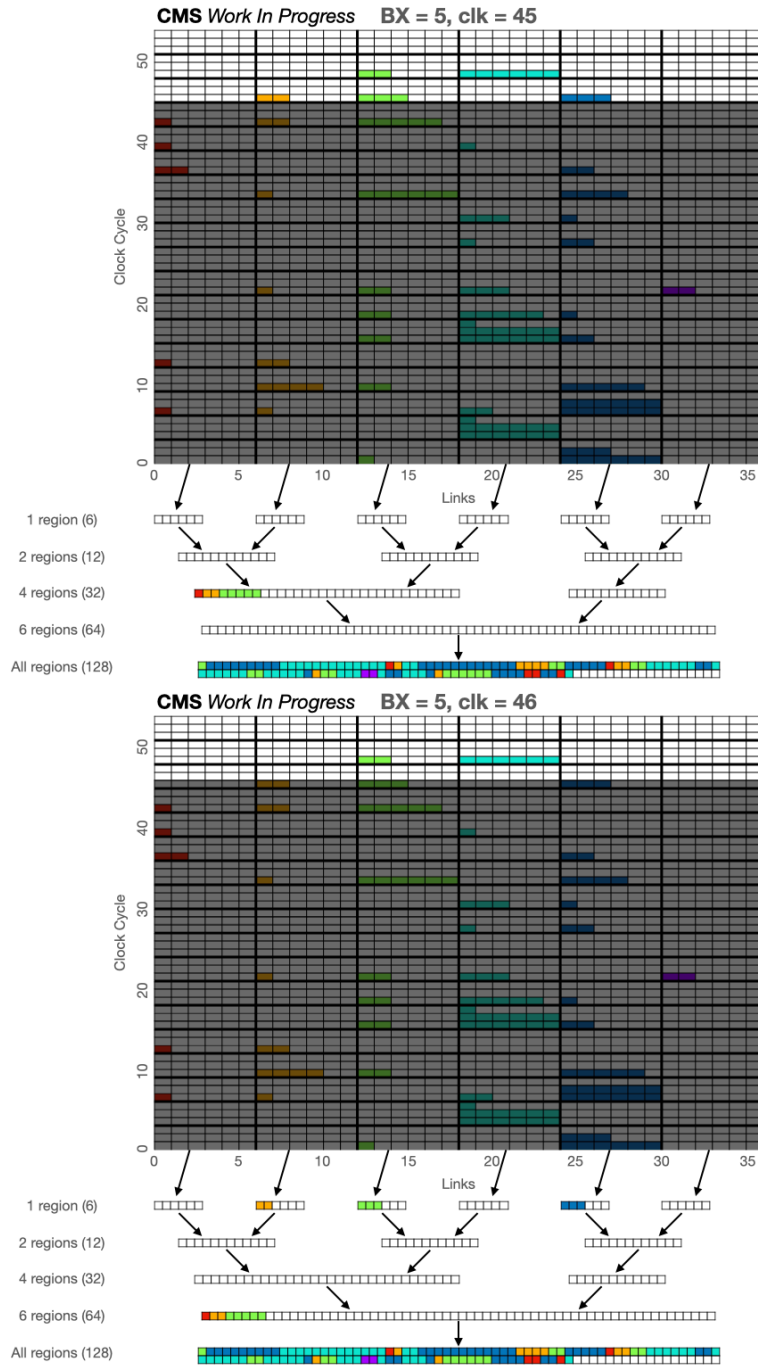 CMS Work In Progress BX = 5, clk = 45
50
40
30
20
10
0
Clock Cycle
0 5 10 15 20 25 30 35
Links
1 region (6)
2 regions (12)
4 regions (32)
6 regions (64)
All regions (128)
CMS Work In Progress BX = 5, clk = 46
50
40
30
20
10
0
Clock Cycle
0 5 10 15 20 25 30 35
Links
1 region (6)
2 regions (12)
4 regions (32)
6 regions (64)
All regions (128)